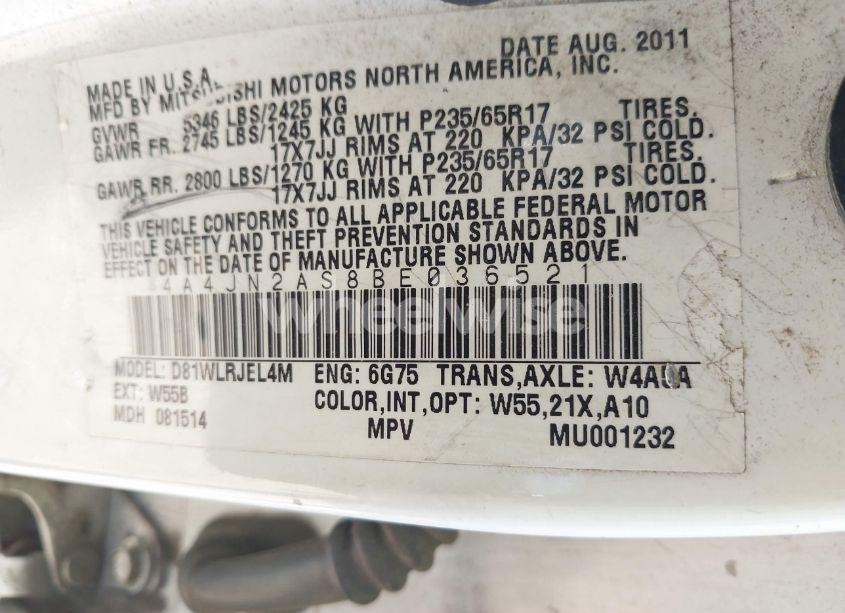 DATE AUG. 2011
MADE IN U.S.A.
MFD BY MITSUBISHI MOTORS NORTH AMERICA, INC.
GVWR 5346 LBS/2425 KG
GAWR FR. 2745 LBS/1245 KG WITH P235/65R17 TIRES,
17X7JJ RIMS AT 220 KPA/32 PSI COLD.
GAWR RR. 2800 LBS/1270 KG WITH P235/65R17 TIRES.
17X7JJ RIMS AT 220 KPA/32 PSI COLD.
THIS VEHICLE CONFORMS TO ALL APPLICABLE FEDERAL MOTOR
VEHICLE SAFETY AND THEFT PREVENTION STANDARDS IN
EFFECT ON THE DATE OF MANUFACTURE SHOWN ABOVE.
4A4JN2AS8BE036521
wheelwise
MODEL: D81WLRJEL4M ENG: 6G75 TRANS,AXLE:
EXT: W55B COLOR,INT,OPT: W55,21X,A10
MDH 081514 MPV MU001232